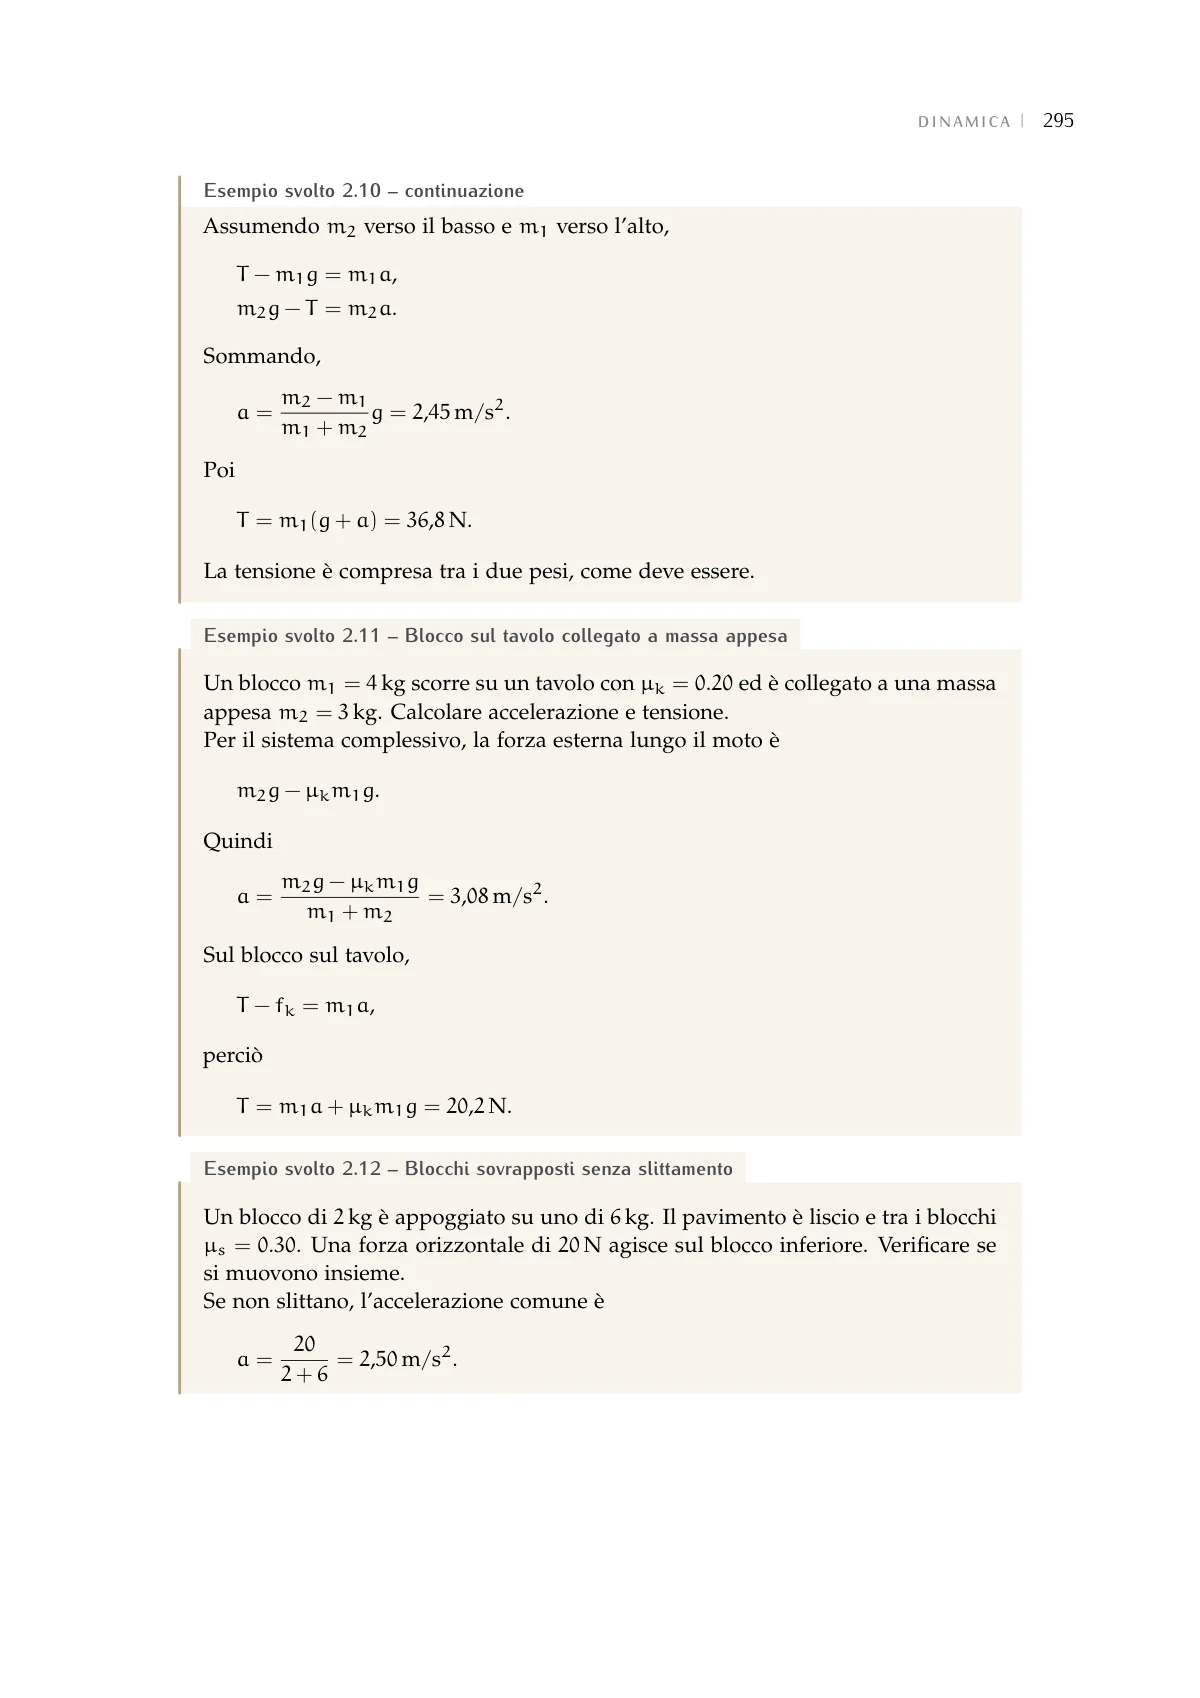 DINAMICA | 295
Esempio svolto 2.10 – continuazione
Assumendo m₂ verso il basso e m₁ verso l'alto,
T − m₁g = m₁a,
m₂g − T = m₂a.
Sommando,
a = (m₂ − m₁)/(m₁ + m₂) g = 2,45 m/s².
Poi
T = m₁(g + a) = 36,8 N.
La tensione è compresa tra i due pesi, come deve essere.
Esempio svolto 2.11 – Blocco sul tavolo collegato a massa appesa
Un blocco m₁ = 4 kg scorre su un tavolo con μₖ = 0.20 ed è collegato a una massa
appesa m₂ = 3 kg. Calcolare accelerazione e tensione.
Per il sistema complessivo, la forza esterna lungo il moto è
m₂g − μₖm₁g.
Quindi
a = (m₂g − μₖm₁g)/(m₁ + m₂) = 3,08 m/s².
Sul blocco sul tavolo,
T − fₖ = m₁a,
perciò
T = m₁a + μₖm₁g = 20,2 N.
Esempio svolto 2.12 – Blocchi sovrapposti senza slittamento
Un blocco di 2 kg è appoggiato su uno di 6 kg. Il pavimento è liscio e tra i blocchi
μₛ = 0.30. Una forza orizzontale di 20 N agisce sul blocco inferiore. Verificare se
si muovono insieme.
Se non slittano, l'accelerazione comune è
a = 20/(2 + 6) = 2,50 m/s².